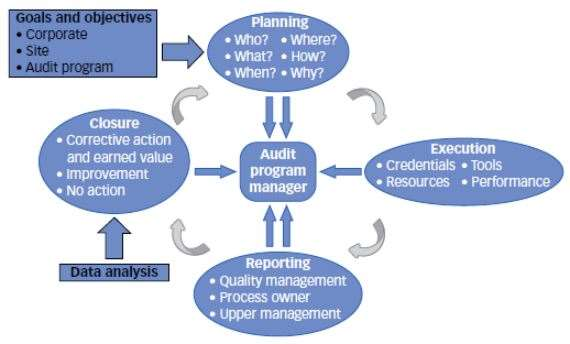 Goals and objectives
• Corporate
• Site
• Audit program
Planning
• Who? • Where?
• What? • How?
• When? • Why?
Closure
• Corrective action
and earned value
• Improvement
• No action
Audit
program
manager
Execution
• Credentials • Tools
• Resources • Performance
Data analysis
Reporting
• Quality management
• Process owner
• Upper management